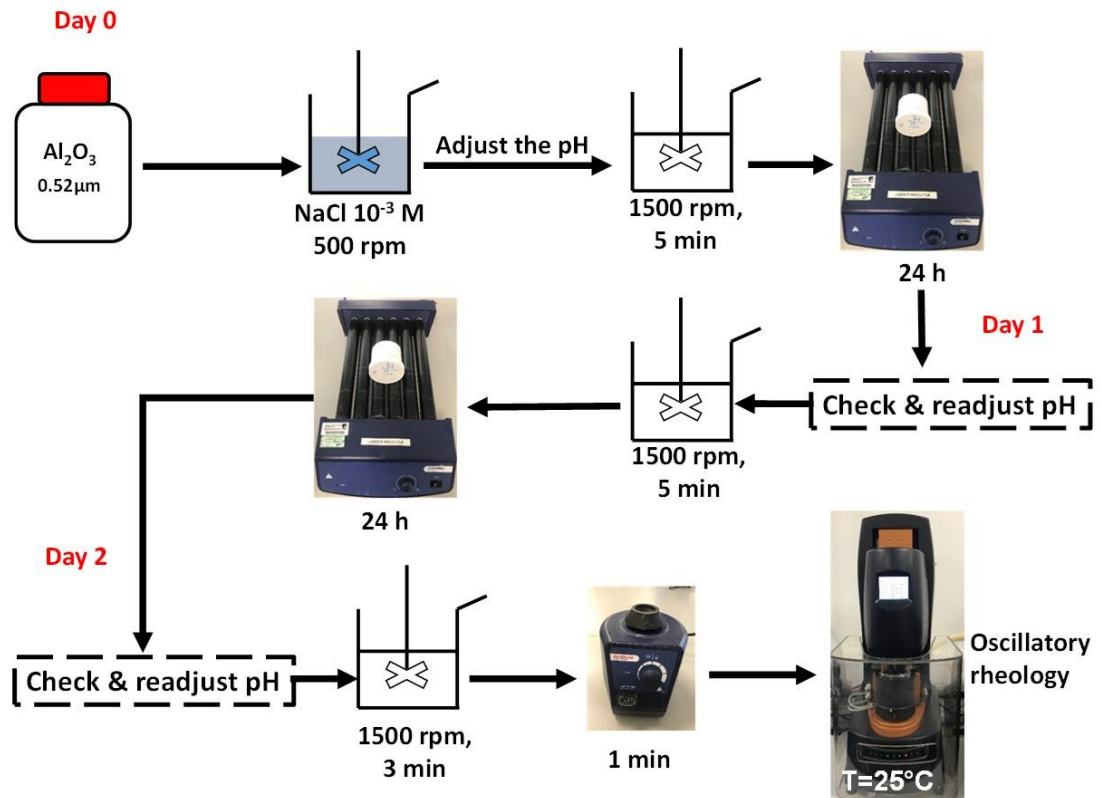 Day 0
Al₂O₃
0.52µm
NaCl 10⁻³ M
500 rpm
Adjust the pH
1500 rpm,
5 min
24 h
Day 1
Check & readjust pH
1500 rpm,
5 min
24 h
Day 2
Check & readjust pH
1500 rpm,
3 min
1 min
Oscillatory
rheology
T=25°C